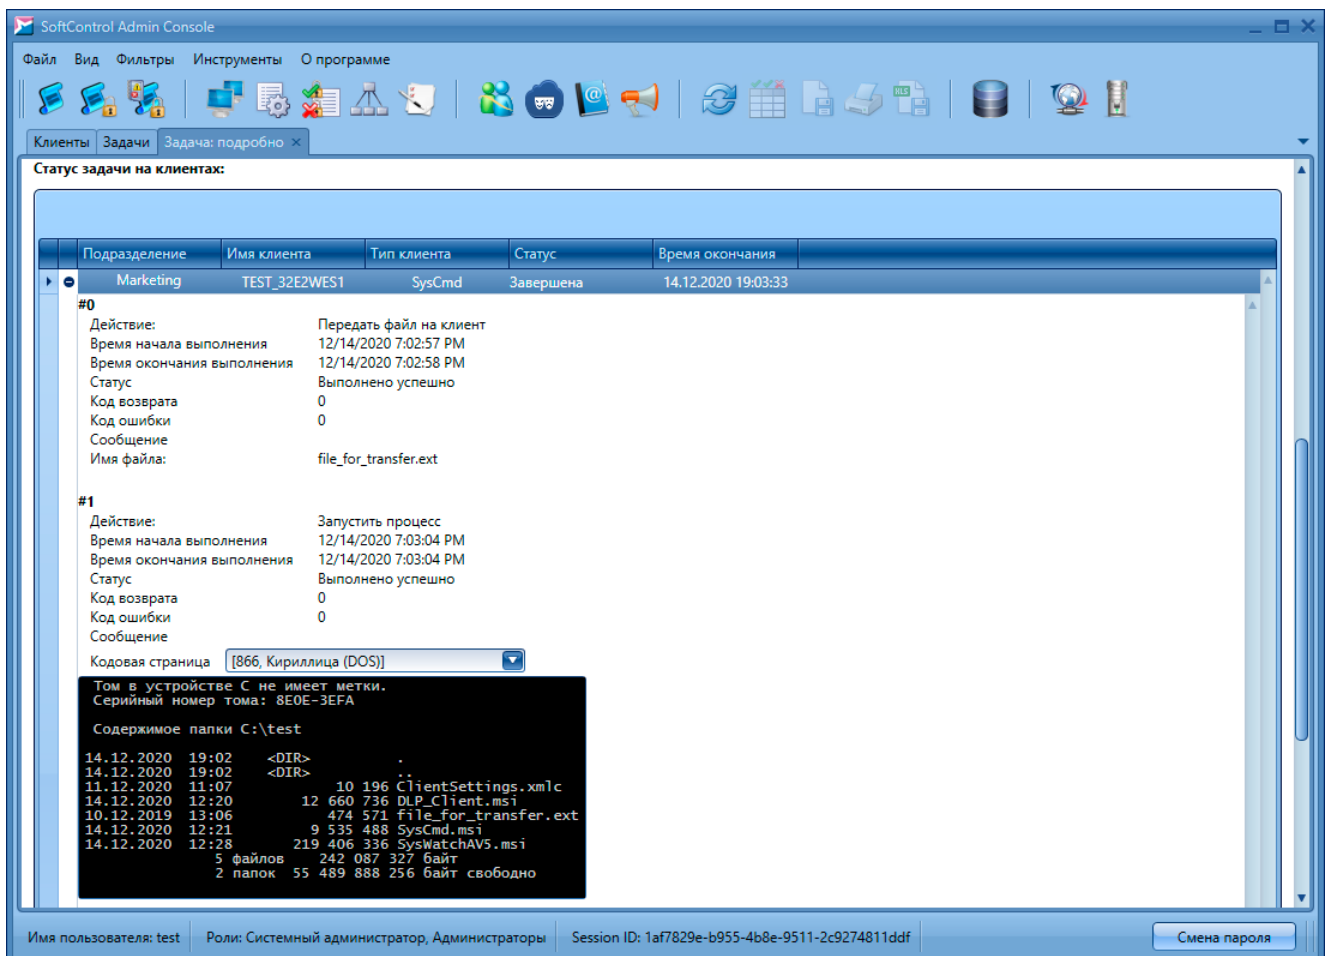 SoftControl Admin Console
Файл Вид Фильтры Инструменты О программе
XLS
Клиенты Задачи Задача: подробно ×
Статус задачи на клиентах:
Подразделение Имя клиента Тип клиента Статус Время окончания
Marketing TEST_32E2WES1 SysCmd Завершена 14.12.2020 19:03:33
#0
Действие: Передать файл на клиент
Время начала выполнения 12/14/2020 7:02:57 PM
Время окончания выполнения 12/14/2020 7:02:58 PM
Статус Выполнено успешно
Код возврата 0
Код ошибки 0
Сообщение
Имя файла: file_for_transfer.ext
#1
Действие: Запустить процесс
Время начала выполнения 12/14/2020 7:03:04 PM
Время окончания выполнения 12/14/2020 7:03:04 PM
Статус Выполнено успешно
Код возврата 0
Код ошибки 0
Сообщение
Кодовая страница [866, Кириллица (DOS)]
Том в устройстве C не имеет метки.
Серийный номер тома: 8E0E-3EFA
Содержимое папки C:\test
14.12.2020 19:02 <DIR> .
14.12.2020 19:02 <DIR> ..
11.12.2020 11:07 10 196 ClientSettings.xmlc
14.12.2020 12:20 12 660 736 DLP_Client.msi
10.12.2019 13:06 474 571 file_for_transfer.ext
14.12.2020 12:21 9 535 488 SysCmd.msi
14.12.2020 12:28 219 406 336 SysWatchAV5.msi
5 файлов 242 087 327 байт
2 папок 55 489 888 256 байт свободно
Имя пользователя: test Роли: Системный администратор, Администраторы Session ID: 1af7829e-b955-4b8e-9511-2c9274811ddf Смена пароля